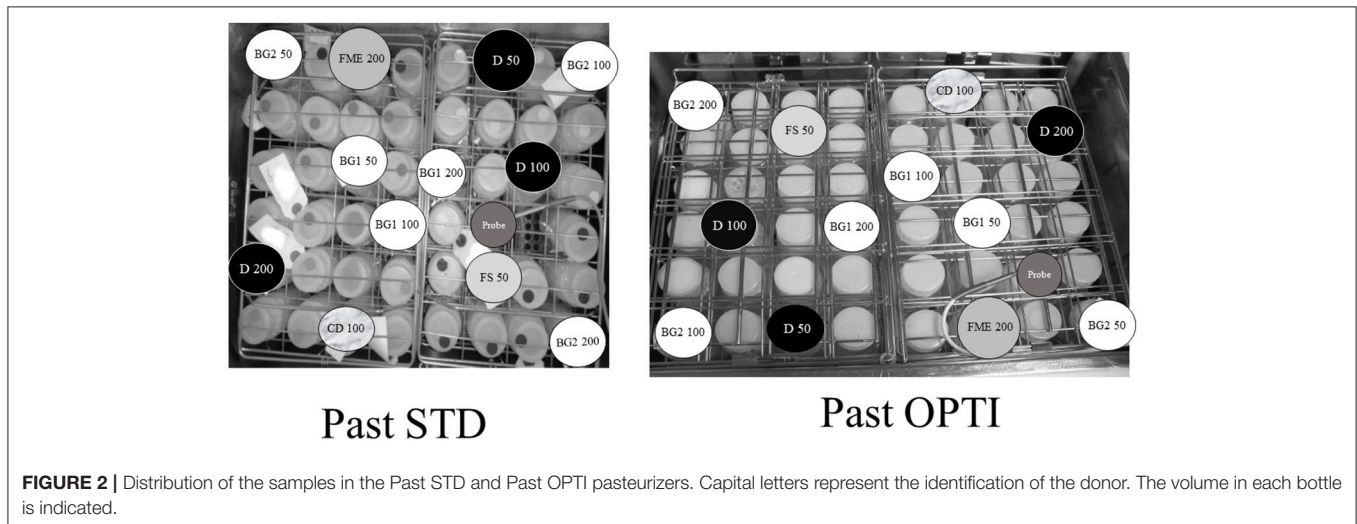 BG2 50
FME 200
D 50
BG2 100
BG1 50
BG1 200
D 100
BG1 100
Probe
D 200
FS 50
CD 100
BG2 200
Past STD
BG2 200
CD 100
FS 50
D 200
BG1 100
D 100
BG1 200
BG1 50
Probe
BG2 100
D 50
FME 200
BG2 50
Past OPTI
FIGURE 2 | Distribution of the samples in the Past STD and Past OPTI pasteurizers. Capital letters represent the identification of the donor. The volume in each bottle
is indicated.